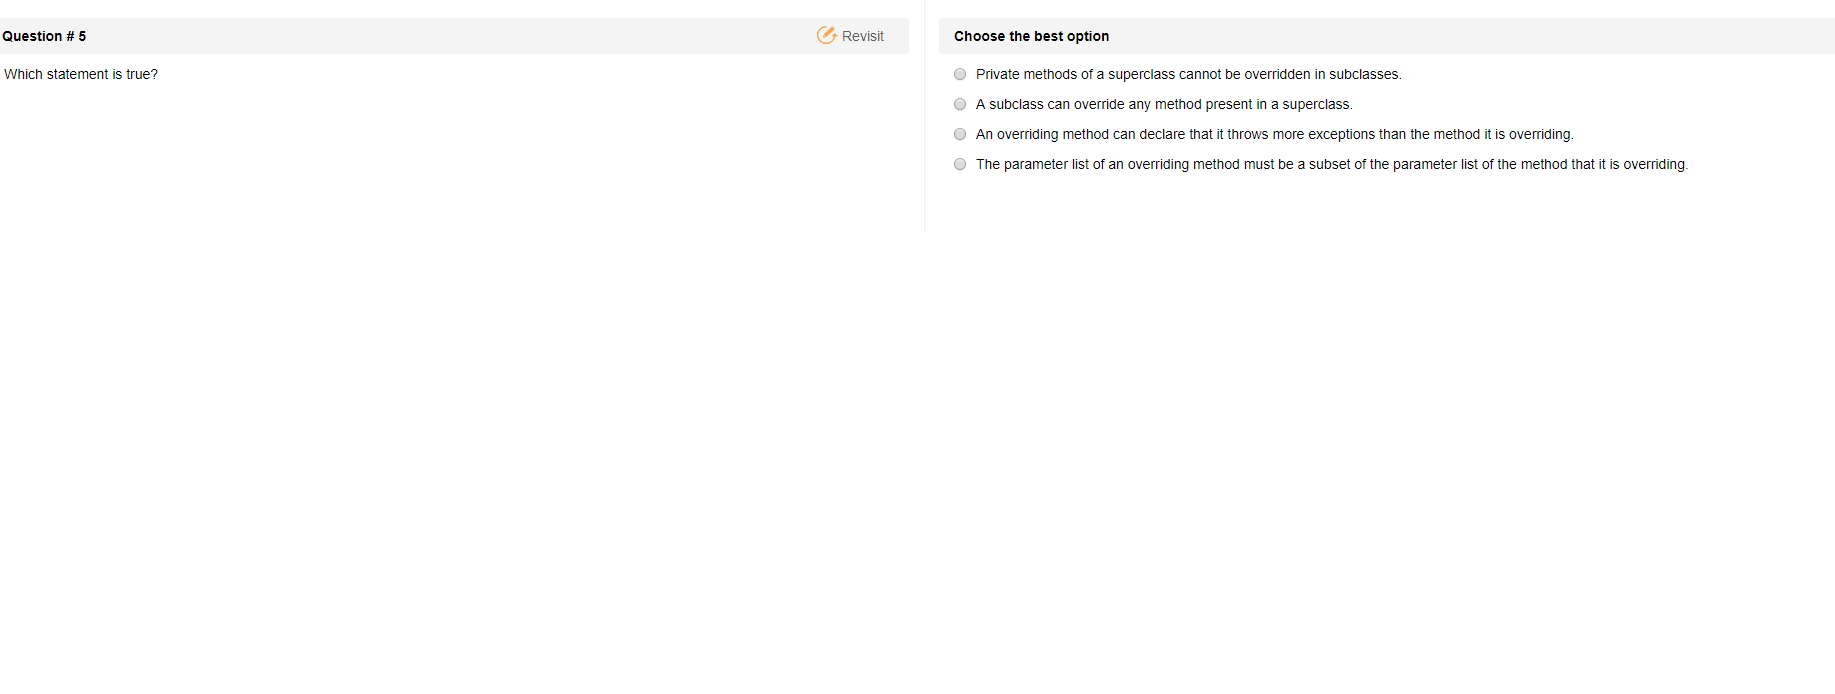 Question # 5
Revisit
Which statement is true?
Choose the best option
Private methods of a superclass cannot be overridden in subclasses.
A subclass can override any method present in a superclass.
An overriding method can declare that it throws more exceptions than the method it is overriding.
The parameter list of an overriding method must be a subset of the parameter list of the method that it is overriding.